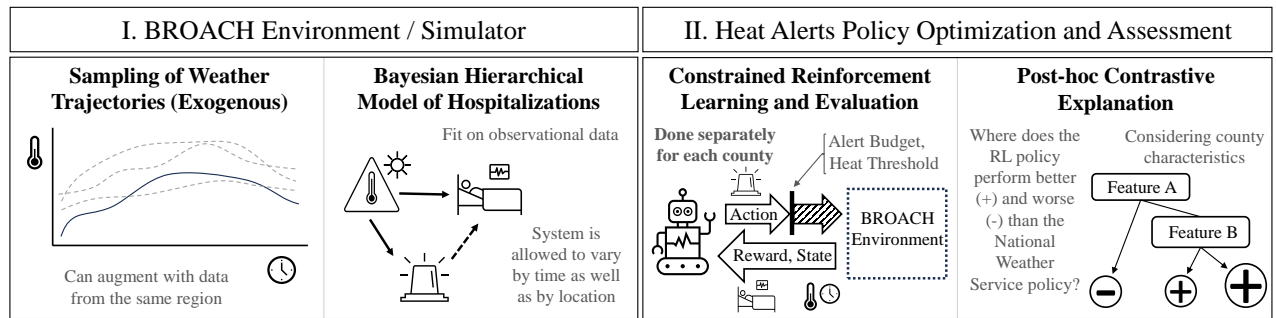 I. BROACH Environment / Simulator
Sampling of Weather
Trajectories (Exogenous)
Can augment with data
from the same region
Bayesian Hierarchical
Model of Hospitalizations
Fit on observational data
System is
allowed to vary
by time as well
as by location
II. Heat Alerts Policy Optimization and Assessment
Constrained Reinforcement
Learning and Evaluation
Done separately
for each county
Alert Budget,
Heat Threshold
Action
BROACH
Environment
Reward, State
Post-hoc Contrastive
Explanation
Where does the
RL policy
perform better
(+) and worse
(-) than the
National
Weather
Service policy?
Considering county
characteristics
Feature A
Feature B